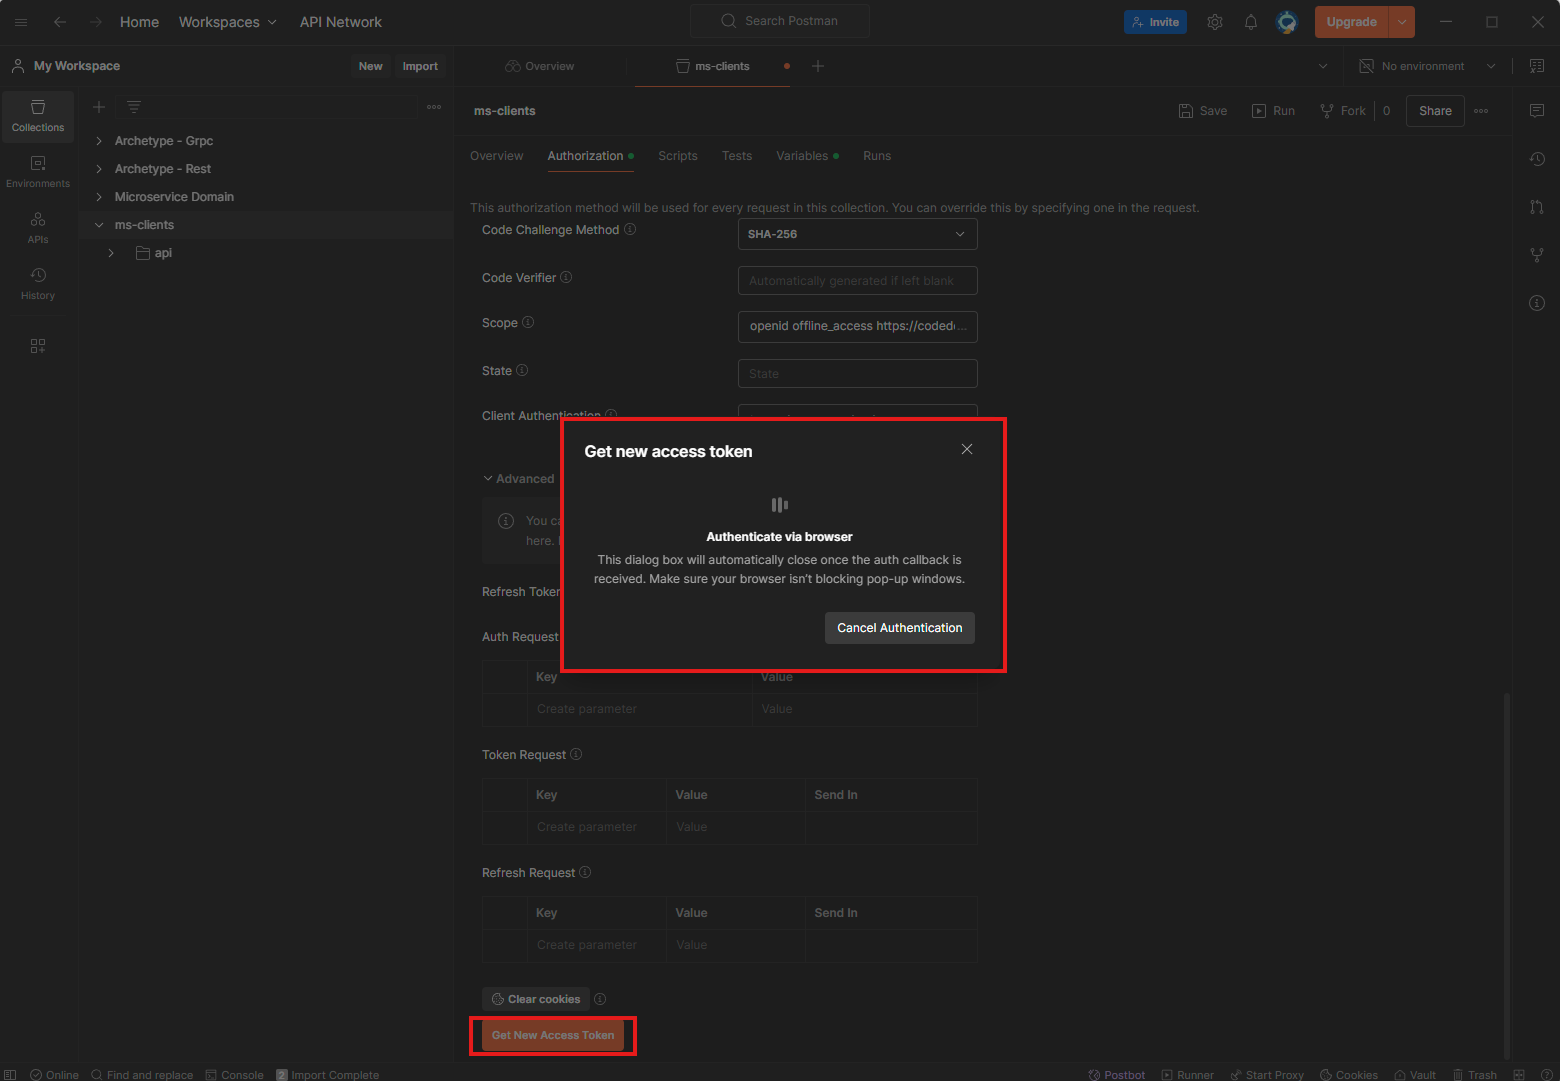 Home Workspaces API Network Search Postman Invite Upgrade
My Workspace New Import Overview ms-clients No environment
Collections
Environments
APIs
History
Archetype - Grpc
Archetype - Rest
Microservice Domain
ms-clients
api
ms-clients Save Run Fork 0 Share
Overview Authorization Scripts Tests Variables Runs
This authorization method will be used for every request in this collection. You can override this by specifying one in the request.
Code Challenge Method SHA-256
Code Verifier Automatically generated if left blank
Scope openid offline_access https://coded...
State State
Client Authentication
Advanced
You ca
here.
Refresh Token
Auth Request
Get new access token
Authenticate via browser
This dialog box will automatically close once the auth callback is
received. Make sure your browser isn't blocking pop-up windows.
Cancel Authentication
Key Value
Create parameter Value
Token Request
Key Value Send In
Create parameter Value
Refresh Request
Key Value Send In
Create parameter Value
Clear cookies
Get New Access Token
Online Find and replace Console 2 Import Complete Postbot Runner Start Proxy Cookies Vault Trash